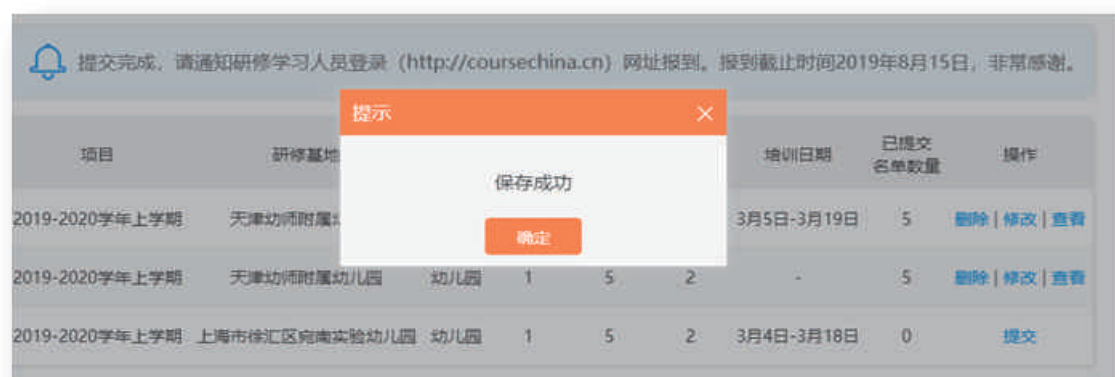 提交完成，请通知研修学习人员登录（http://coursechina.cn）网址报到。报到截止时间2019年8月15日，非常感谢。
提示
保存成功
确定
项目 研修基地 培训日期 已提交名单数量 操作
2019-2020学年上学期 天津幼师附属 3月5日-3月19日 5 删除 | 修改 | 查看
2019-2020学年上学期 天津幼师附属幼儿园 幼儿园 1 5 2 - 5 删除 | 修改 | 查看
2019-2020学年上学期 上海市徐汇区宛南实验幼儿园 幼儿园 1 5 2 3月4日-3月18日 0 提交